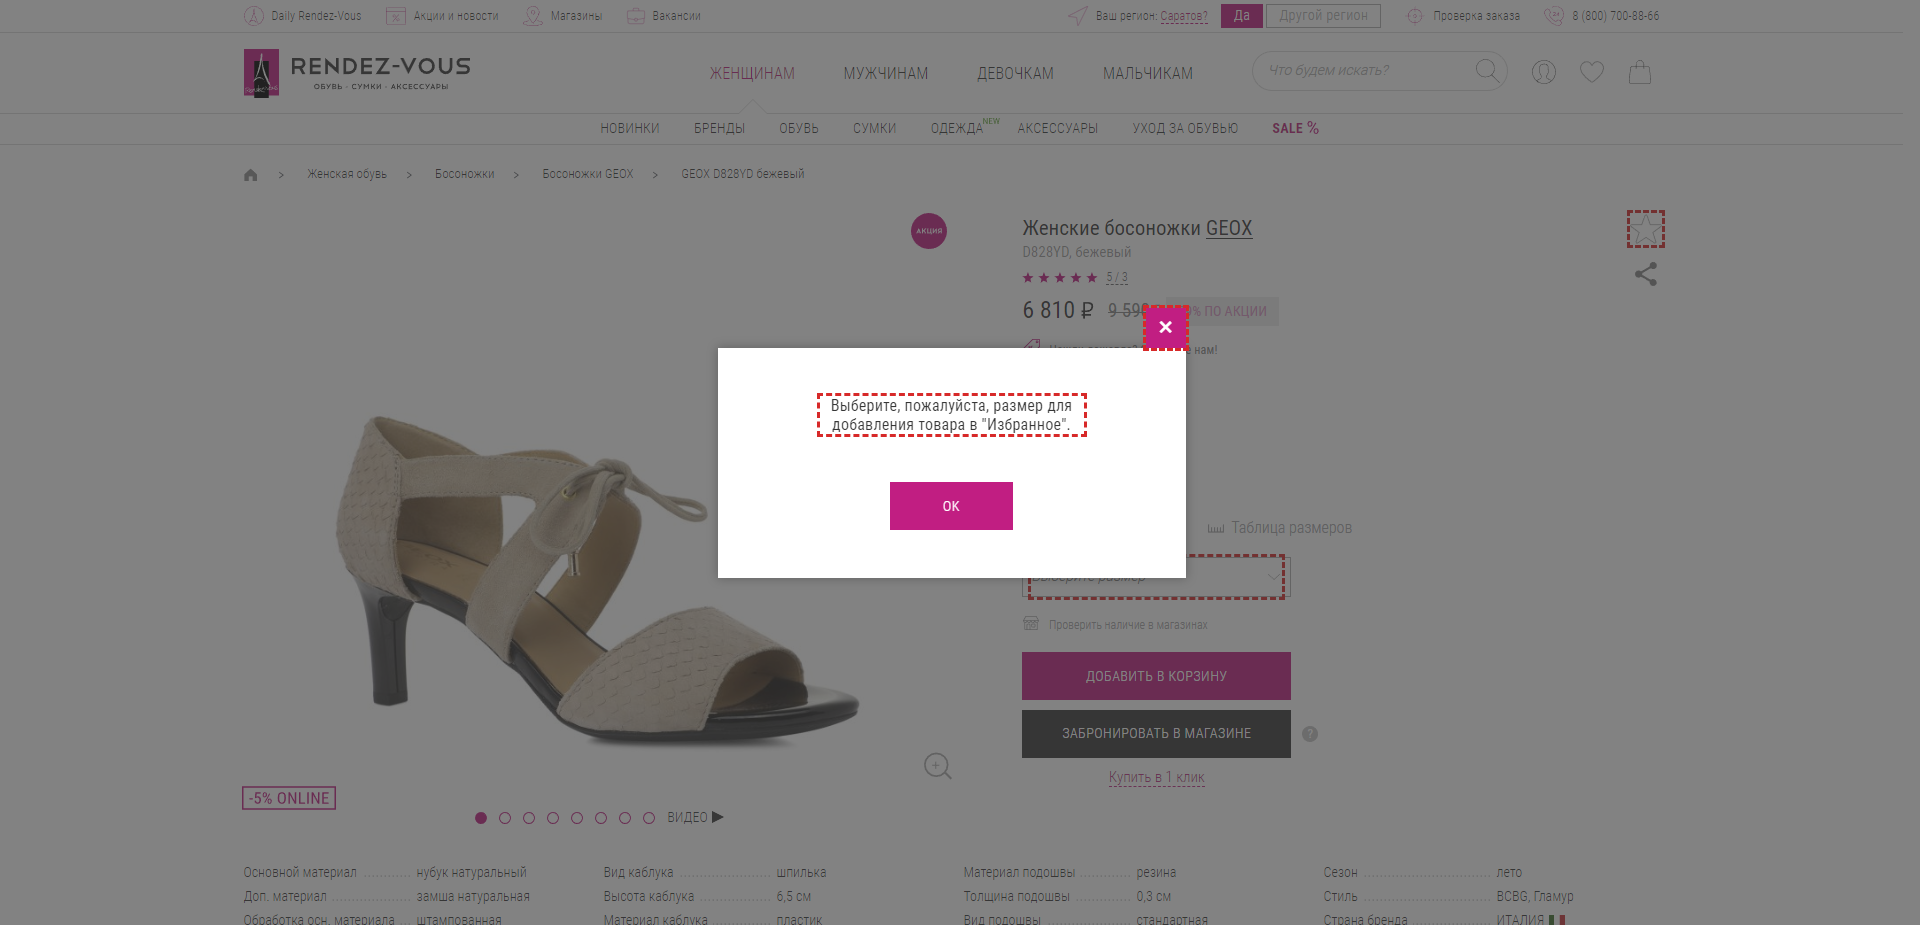 Daily Rendez-Vous
Акции и новости
Магазины
Вакансии
Ваш регион: Саратов?
Да
Другой регион
Проверка заказа
8 (800) 700-88-66
RENDEZ-VOUS
ОБУВЬ · СУМКИ · АКСЕССУАРЫ
ЖЕНЩИНАМ
МУЖЧИНАМ
ДЕВОЧКАМ
МАЛЬЧИКАМ
Что будем искать?
НОВИНКИ
БРЕНДЫ
ОБУВЬ
СУМКИ
ОДЕЖДА NEW
АКСЕССУАРЫ
УХОД ЗА ОБУВЬЮ
SALE %
> Женская обувь > Босоножки > Босоножки GEOX > GEOX D828YD бежевый
АКЦИЯ
Женские босоножки GEOX
D828YD, бежевый
5 / 3
6 810 ₽
9 590
% ПО АКЦИИ
нам!
Выберите, пожалуйста, размер для
добавления товара в "Избранное".
OK
Таблица размеров
Выберите размер
Проверить наличие в магазинах
ДОБАВИТЬ В КОРЗИНУ
ЗАБРОНИРОВАТЬ В МАГАЗИНЕ
?
Купить в 1 клик
-5% ONLINE
ВИДЕО
Основной материал нубук натуральный
Доп. материал замша натуральная
Обработка осн. материала штампованная
Вид каблука шпилька
Высота каблука 6,5 см
Материал каблука пластик
Материал подошвы резина
Толщина подошвы 0,3 см
Вид подошвы стандартная
Сезон лето
Стиль BCBG, Гламур
Страна бренда ИТАЛИЯ